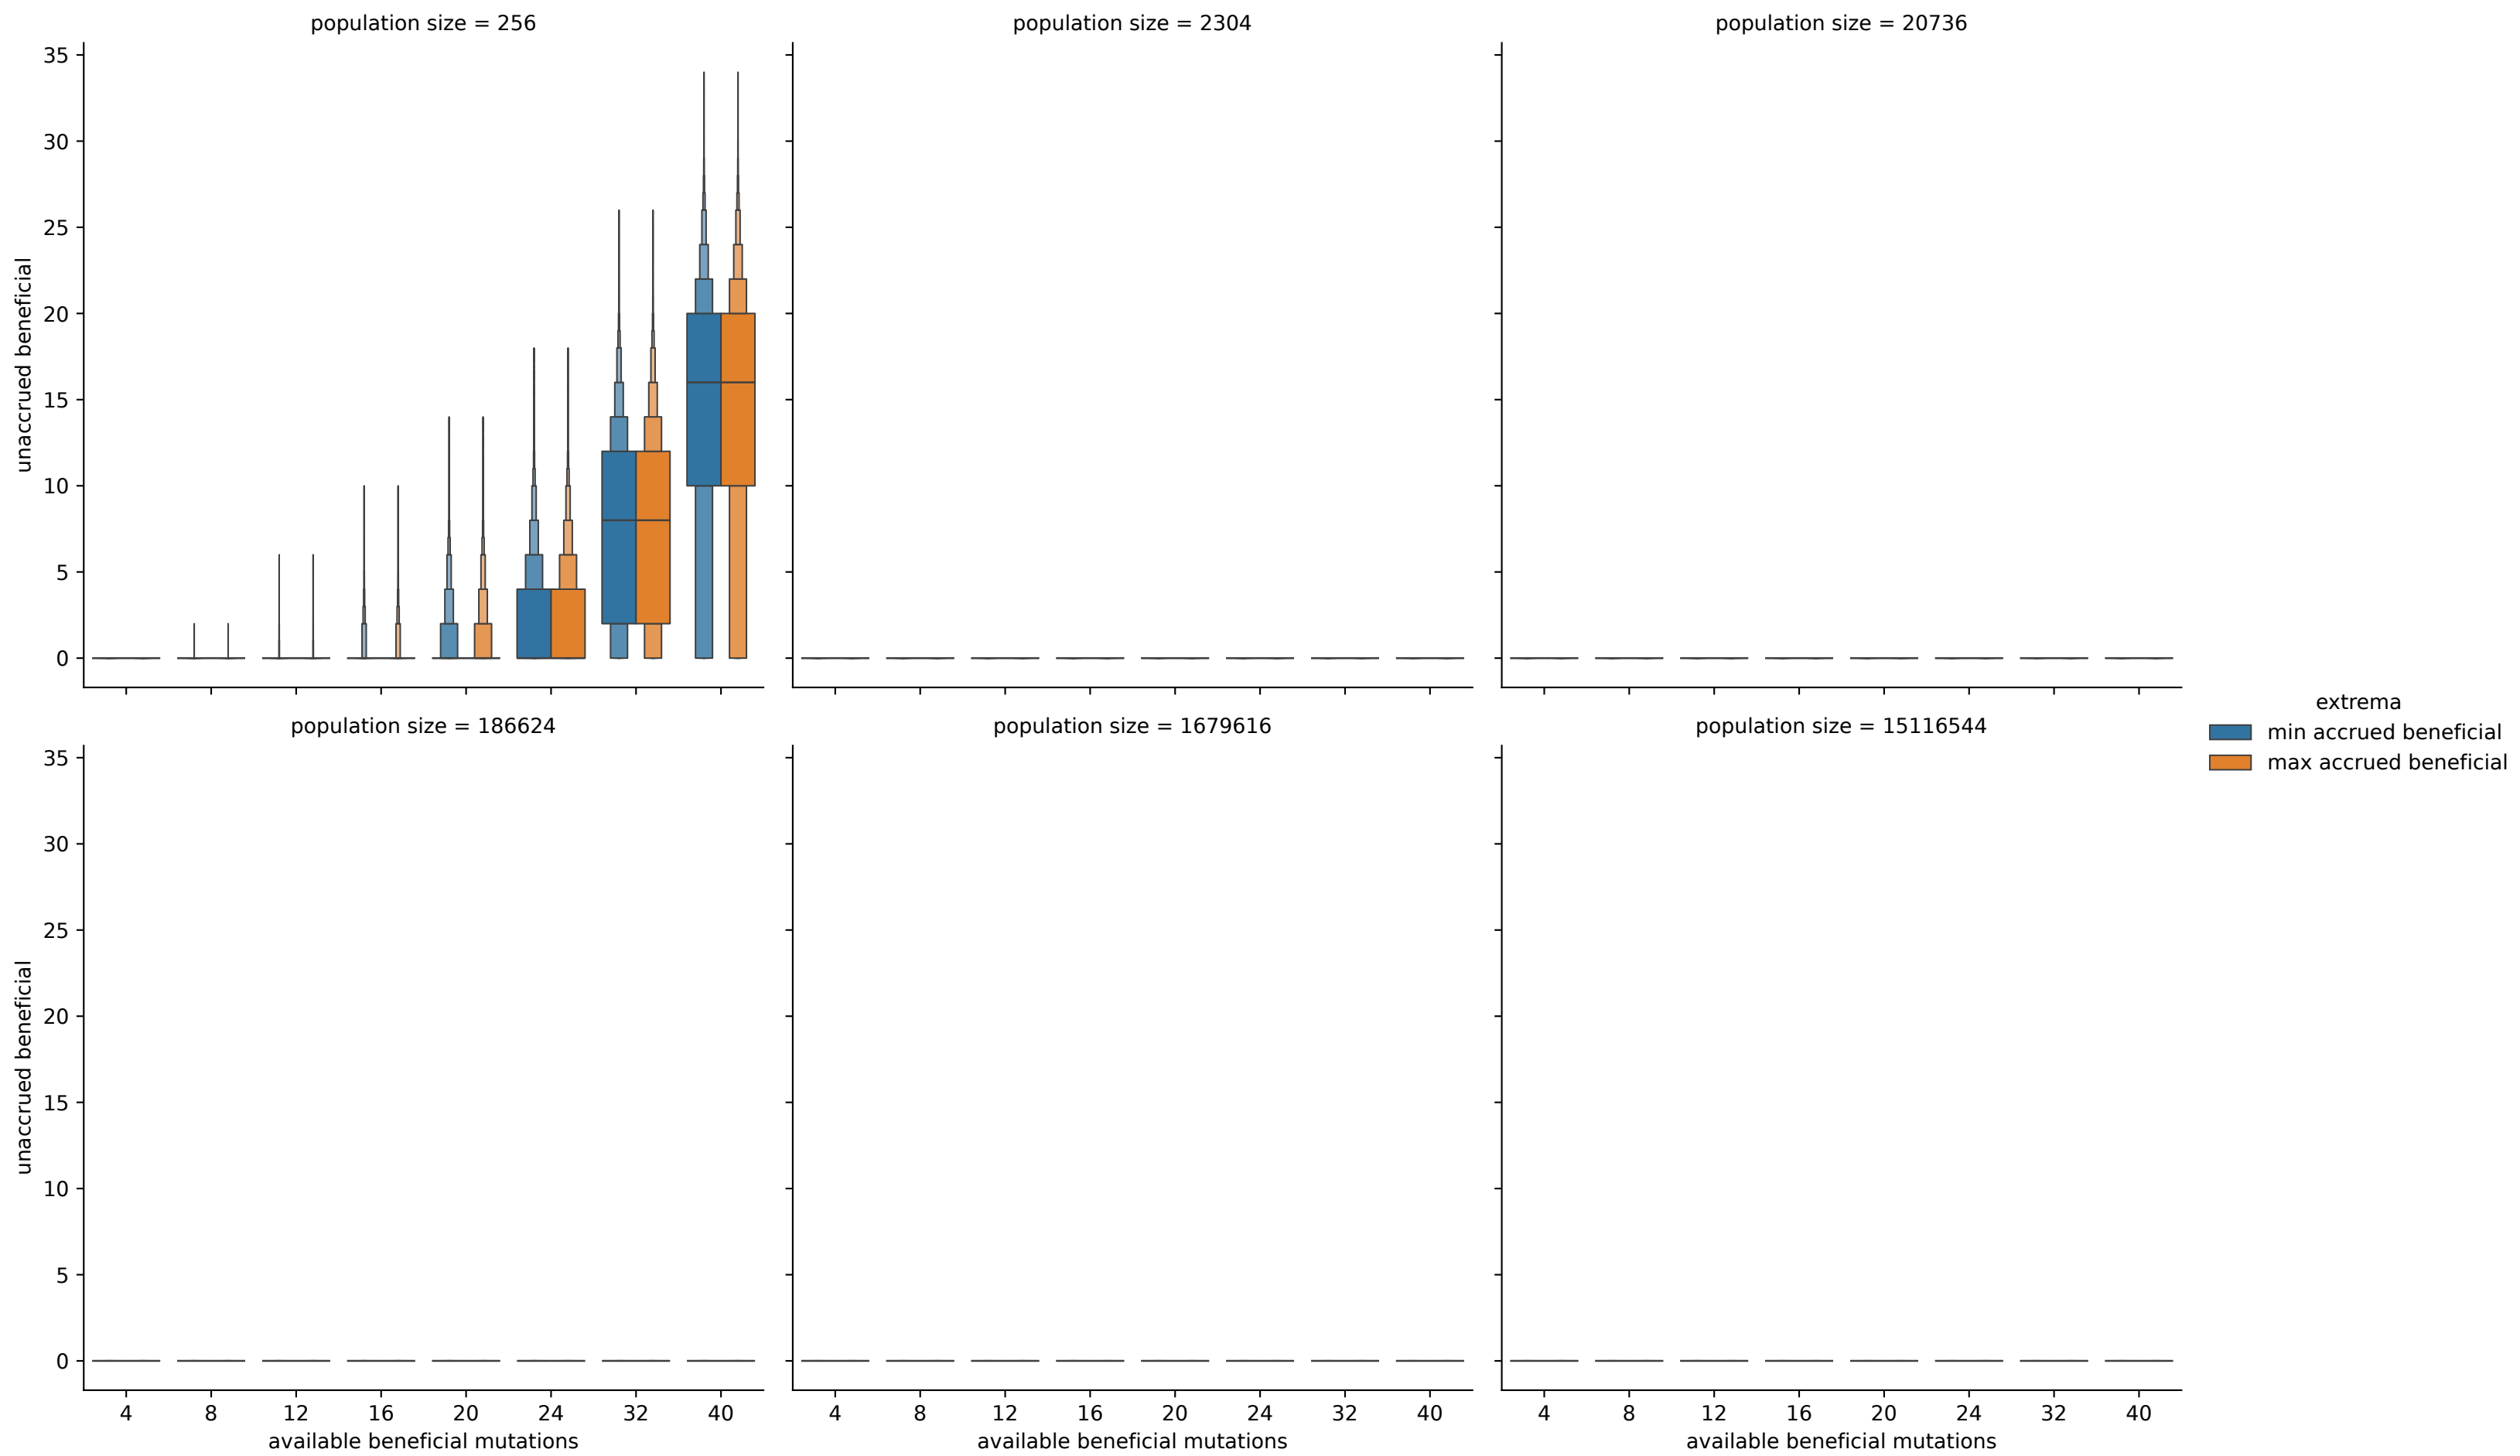 population size = 256
population size = 2304
population size = 20736
35
30
25
20
15
10
5
0
unaccrued beneficial
population size = 186624
population size = 1679616
population size = 15116544
35
30
25
20
15
10
5
0
unaccrued beneficial
4 8 12 16 20 24 32 40
4 8 12 16 20 24 32 40
4 8 12 16 20 24 32 40
available beneficial mutations
available beneficial mutations
available beneficial mutations
extrema
min accrued beneficial
max accrued beneficial